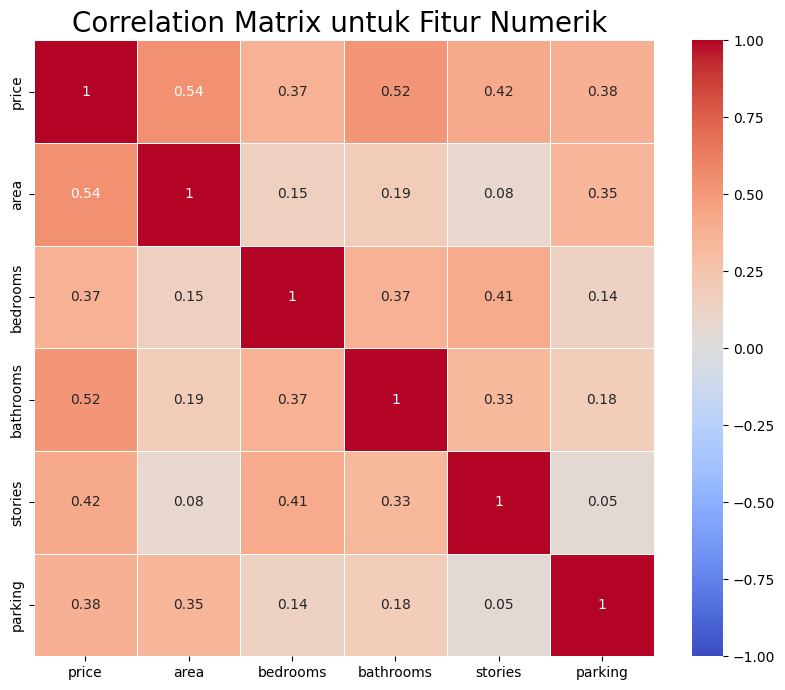 Correlation Matrix untuk Fitur Numerik
price 1 0.54 0.37 0.52 0.42 0.38
area 0.54 1 0.15 0.19 0.08 0.35
bedrooms 0.37 0.15 1 0.37 0.41 0.14
bathrooms 0.52 0.19 0.37 1 0.33 0.18
stories 0.42 0.08 0.41 0.33 1 0.05
parking 0.38 0.35 0.14 0.18 0.05 1
price area bedrooms bathrooms stories parking
1.00
0.75
0.50
0.25
0.00
−0.25
−0.50
−0.75
−1.00